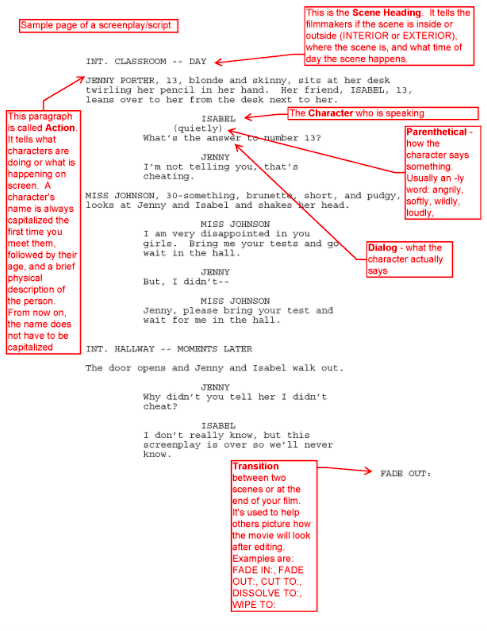 Sample page of a screenplay/script
This is the Scene Heading.  It tells the
filmmakers if the scene is inside or
outside (INTERIOR or EXTERIOR),
where the scene is, and what time of
day the scene happens.
INT. CLASSROOM -- DAY
JENNY PORTER, 13, blonde and skinny, sits at her desk
twirling her pencil in her hand.  Her friend, ISABEL, 13,
leans over to her from the desk next to her.
This paragraph
is called Action.
It tells what
characters are
doing or what is
happening on
screen.  A
character's
name is always
capitalized
the first time you
meet them,
followed by their
age, and a brief
physical
description of
the person.
From now on,
the name does
not have to be
capitalized
ISABEL
The Character who is speaking
(quietly)
What's the answer to number 13?
Parenthetical -
how the
character says
something.
Usually an -ly
word: angrily,
softly, wildly,
loudly,
JENNY
I'm not telling you, that's
cheating.
MISS JOHNSON, 30-something, brunette, short, and pudgy,
looks at Jenny and Isabel and shakes her head.
MISS JOHNSON
I am very disappointed in you
girls.  Bring me your tests and go
wait in the hall.
Dialog - what the
character actually
says
JENNY
But, I didn't--
MISS JOHNSON
Jenny, please bring your test and
wait for me in the hall.
INT. HALLWAY -- MOMENTS LATER
The door opens and Jenny and Isabel walk out.
JENNY
Why didn't you tell her I didn't
cheat?
ISABEL
I don't really know, but this
screenplay is over so we'll never
know.
FADE OUT:
Transition
between two
scenes or at the
end of your film.
It's used to help
others picture how
the movie will look
after editing.
Examples are:
FADE IN:, FADE
OUT:, CUT TO:,
DISSOLVE TO:,
WIPE TO: